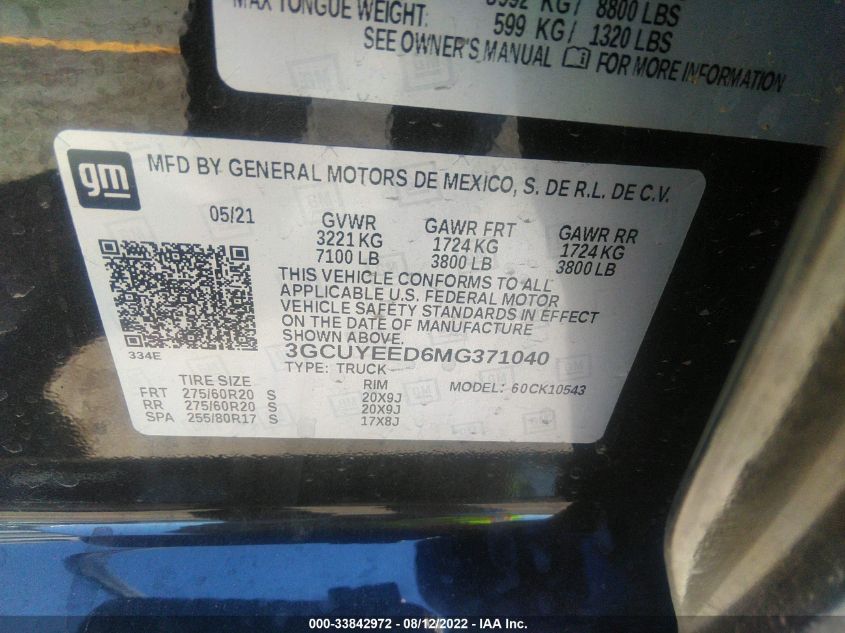 3992 KG / 8800 LBS
MAX TONGUE WEIGHT: 599 KG / 1320 LBS
SEE OWNER'S MANUAL FOR MORE INFORMATION
gm
MFD BY GENERAL MOTORS DE MEXICO, S. DE R.L. DE C.V.
05/21 GVWR GAWR FRT GAWR RR
3221 KG 1724 KG 1724 KG
7100 LB 3800 LB 3800 LB
THIS VEHICLE CONFORMS TO ALL
APPLICABLE U.S. FEDERAL MOTOR
VEHICLE SAFETY STANDARDS IN EFFECT
ON THE DATE OF MANUFACTURE
SHOWN ABOVE.
334E
3GCUYEED6MG371040
TYPE: TRUCK
MODEL: 60CK10543
TIRE SIZE RIM
FRT 275/60R20 S 20X9J
RR 275/60R20 S 20X9J
SPA 255/80R17 S 17X8J
000-33842972 - 08/12/2022 - IAA Inc.